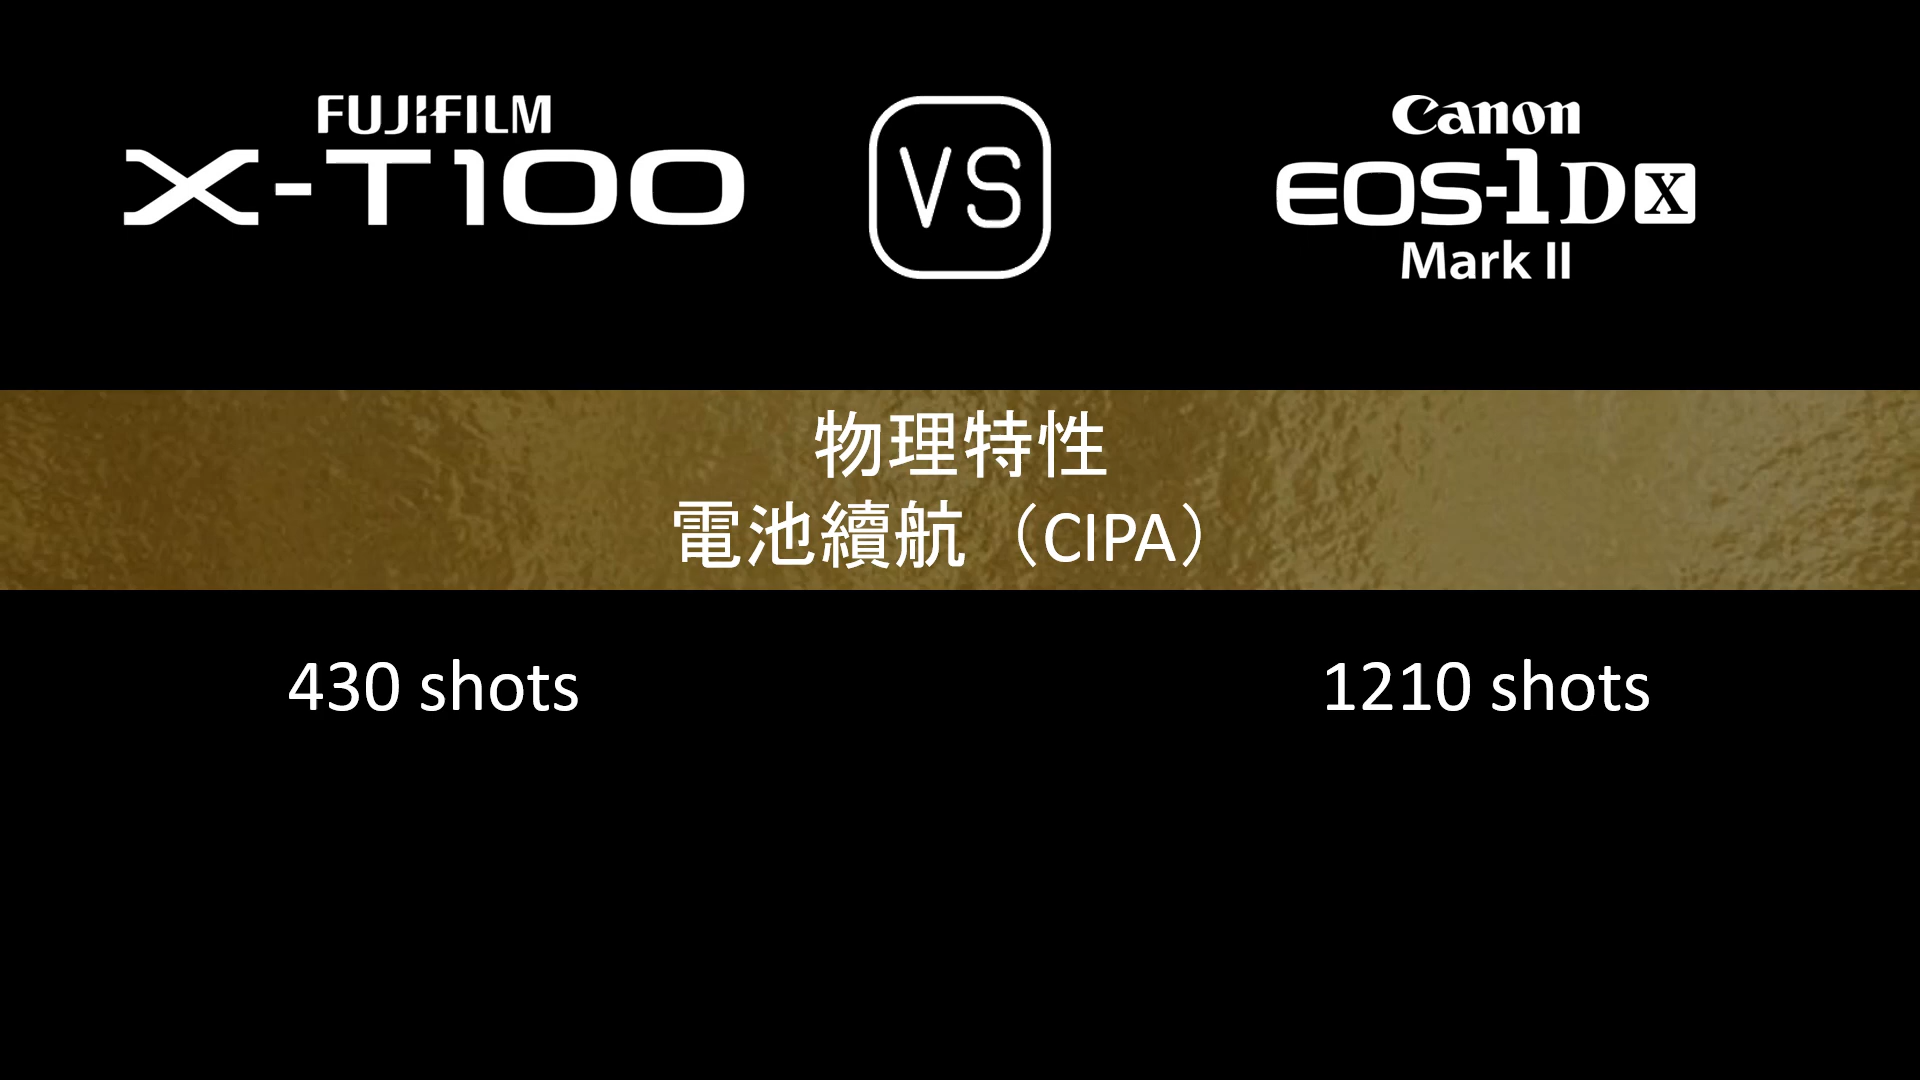 FUJIFILM
X-T100
VS
Canon
EOS-1DX
Mark II
物理特性
電池續航（CIPA）
430 shots
1210 shots